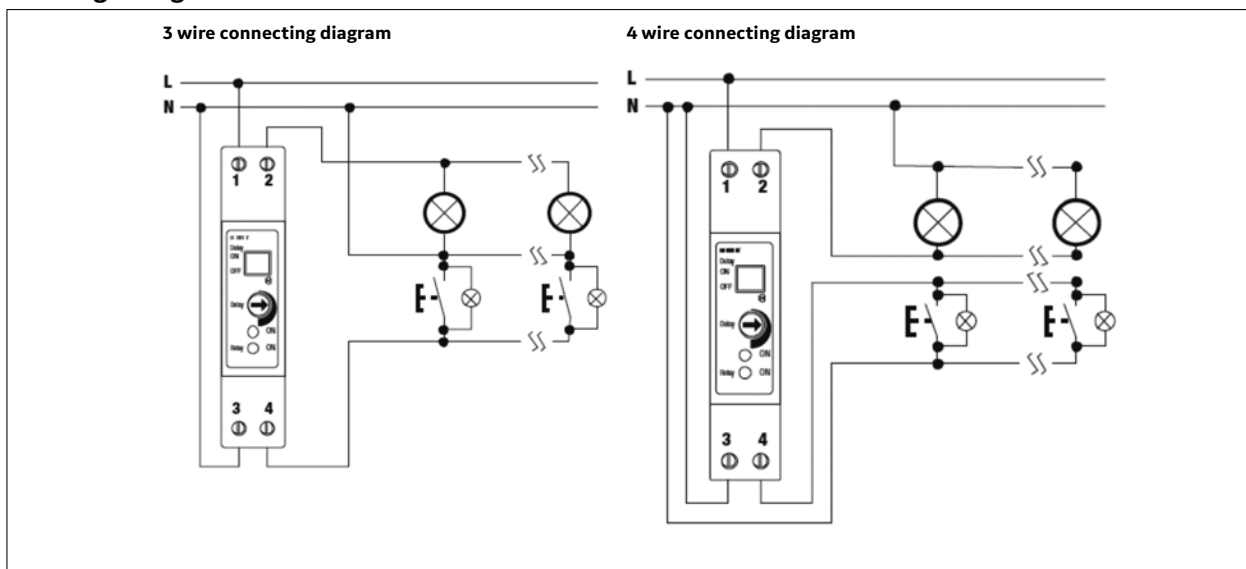 3 wire connecting diagram
L
N
1 2
Delay
ON
OFF
Delay
ON
Relay ON
3 4
4 wire connecting diagram
L
N
1 2
Delay
ON
OFF
Delay
ON
Relay ON
3 4